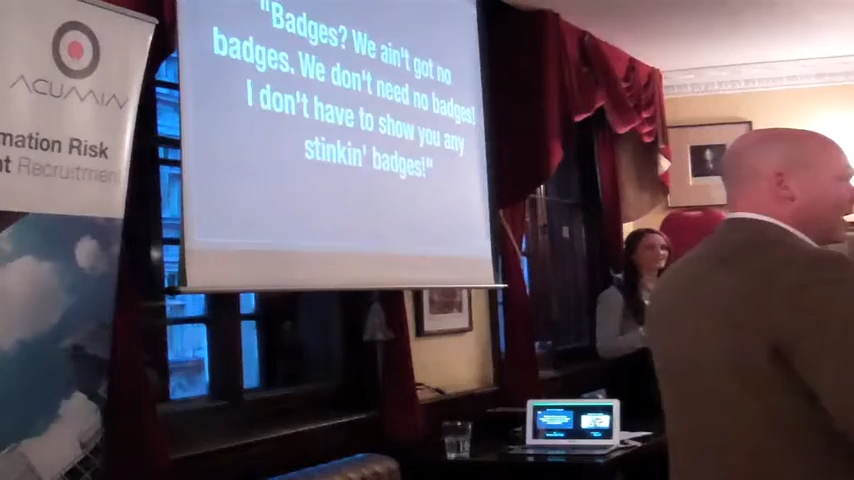 ACUMIN
mation Risk
nt Recruitment
"Badges? We ain't got no
badges. We don't need no badges!
I don't have to show you any
stinkin' badges!"